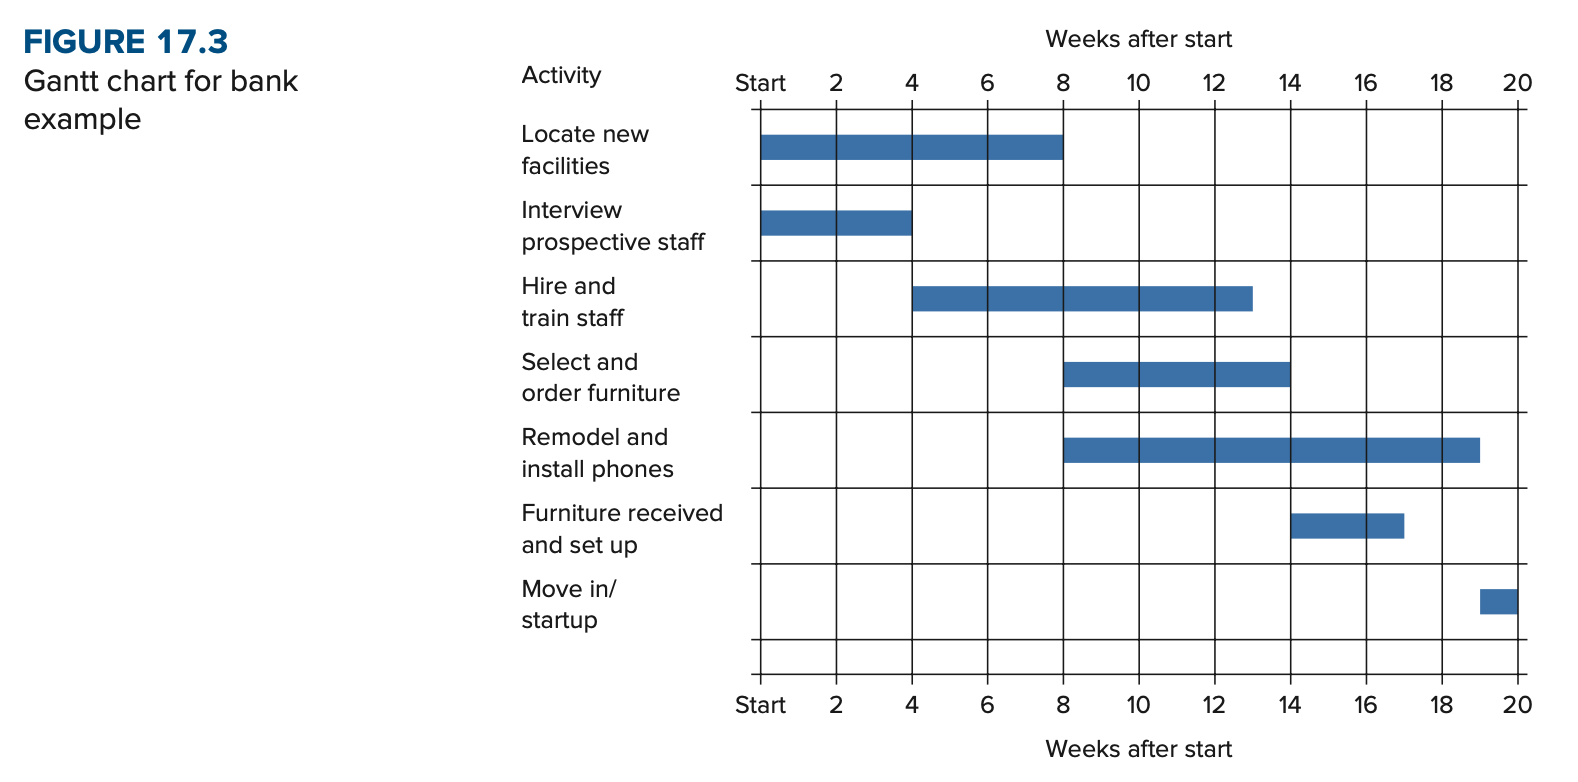 FIGURE 17.3
Gantt chart for bank
example
Weeks after start
Activity
Start 2 4 6 8 10 12 14 16 18 20
Locate new
facilities
Interview
prospective staff
Hire and
train staff
Select and
order furniture
Remodel and
install phones
Furniture received
and set up
Move in/
startup
Start 2 4 6 8 10 12 14 16 18 20
Weeks after start